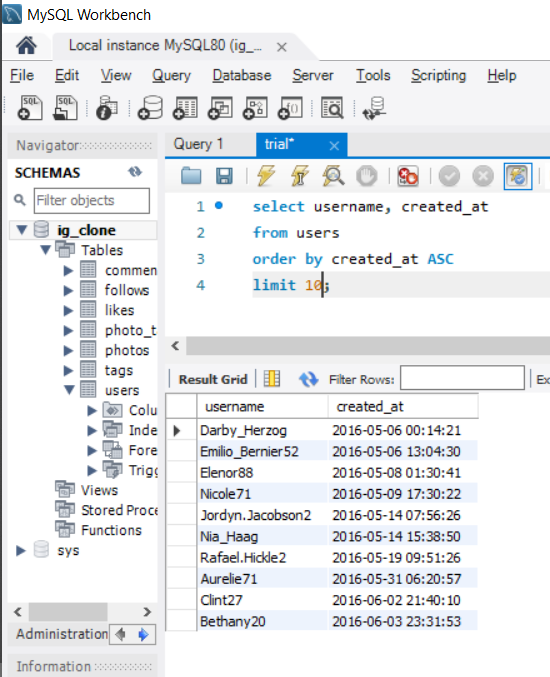 MySQL Workbench
Local instance MySQL80 (ig_... ×
File Edit View Query Database Server Tools Scripting Help
Navigator
SCHEMAS
Filter objects
ig_clone
Tables
commen
follows
likes
photo_t
photos
tags
users
Colu
Inde
Fore
Trigg
Views
Stored Proce
Functions
sys
Administration
Information
Query 1 trial* ×
1 select username, created_at
2 from users
3 order by created_at ASC
4 limit 10;
Result Grid Filter Rows: Ex
username created_at
Darby_Herzog 2016-05-06 00:14:21
Emilio_Bernier52 2016-05-06 13:04:30
Elenor88 2016-05-08 01:30:41
Nicole71 2016-05-09 17:30:22
Jordyn.Jacobson2 2016-05-14 07:56:26
Nia_Haag 2016-05-14 15:38:50
Rafael.Hickle2 2016-05-19 09:51:26
Aurelie71 2016-05-31 06:20:57
Clint27 2016-06-02 21:40:10
Bethany20 2016-06-03 23:31:53